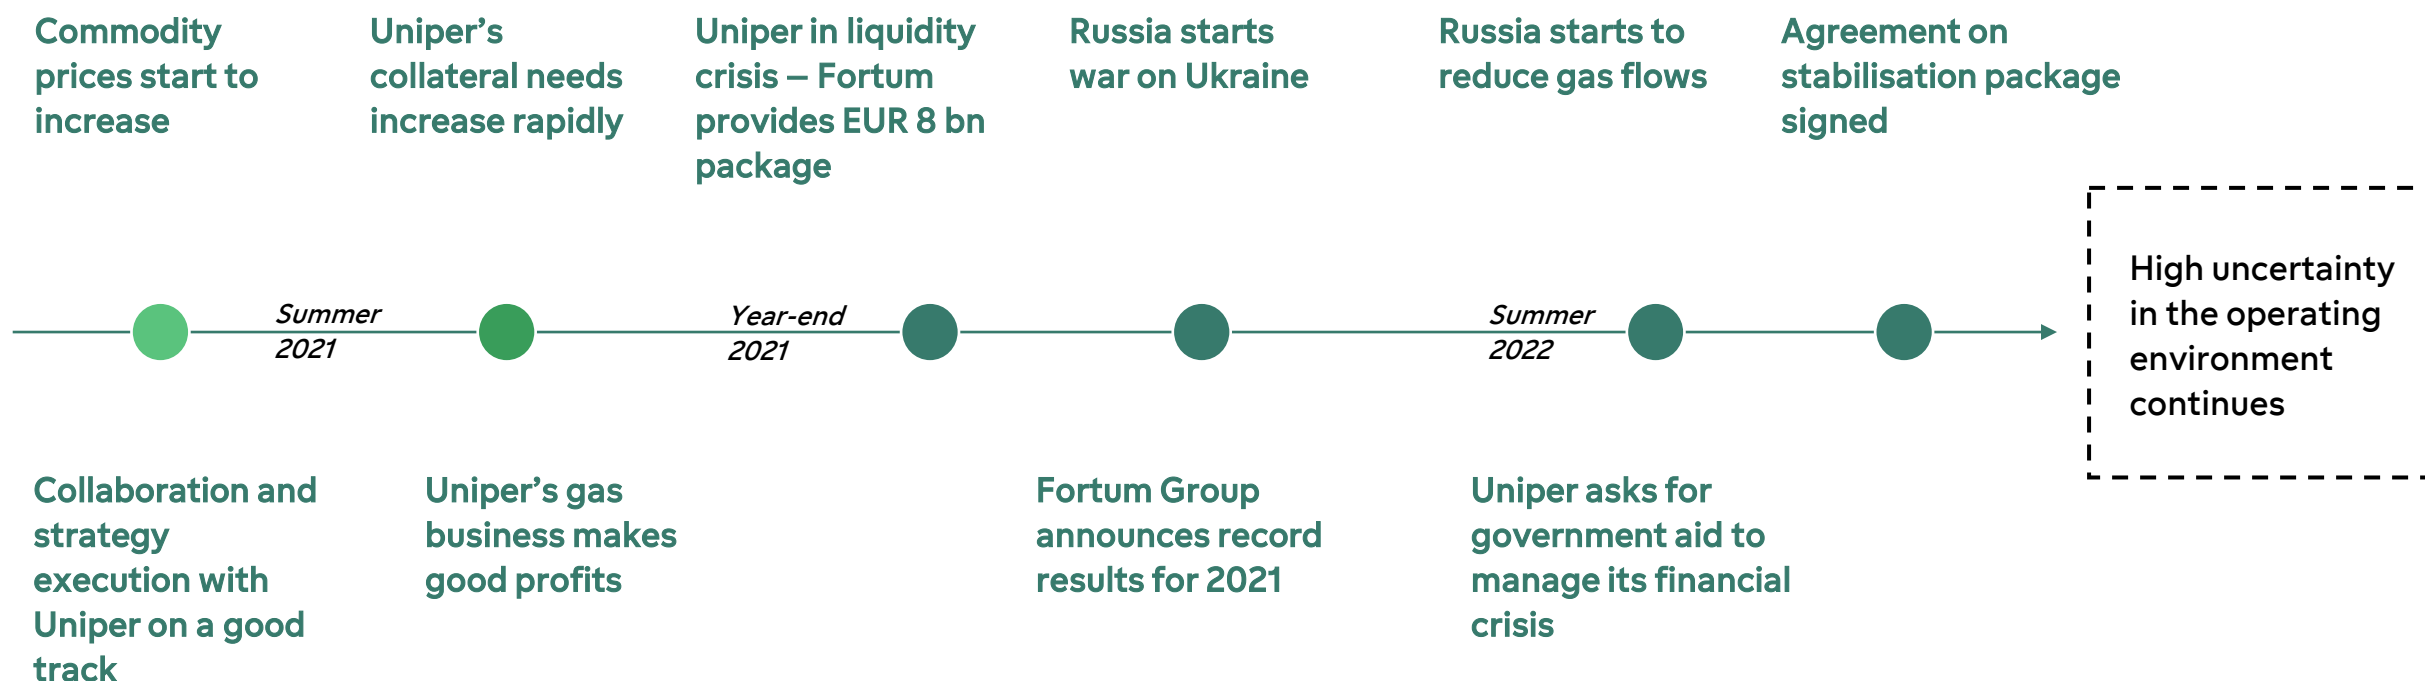 Commodity
prices start to
increase
Uniper’s
collateral needs
increase rapidly
Uniper in liquidity
crisis – Fortum
provides EUR 8 bn
package
Russia starts
war on Ukraine
Russia starts to
reduce gas flows
Agreement on
stabilisation package
signed
Summer
2021
Year-end
2021
Summer
2022
High uncertainty
in the operating
environment
continues
Collaboration and
strategy
execution with
Uniper on a good
track
Uniper’s gas
business makes
good profits
Fortum Group
announces record
results for 2021
Uniper asks for
government aid to
manage its financial
crisis